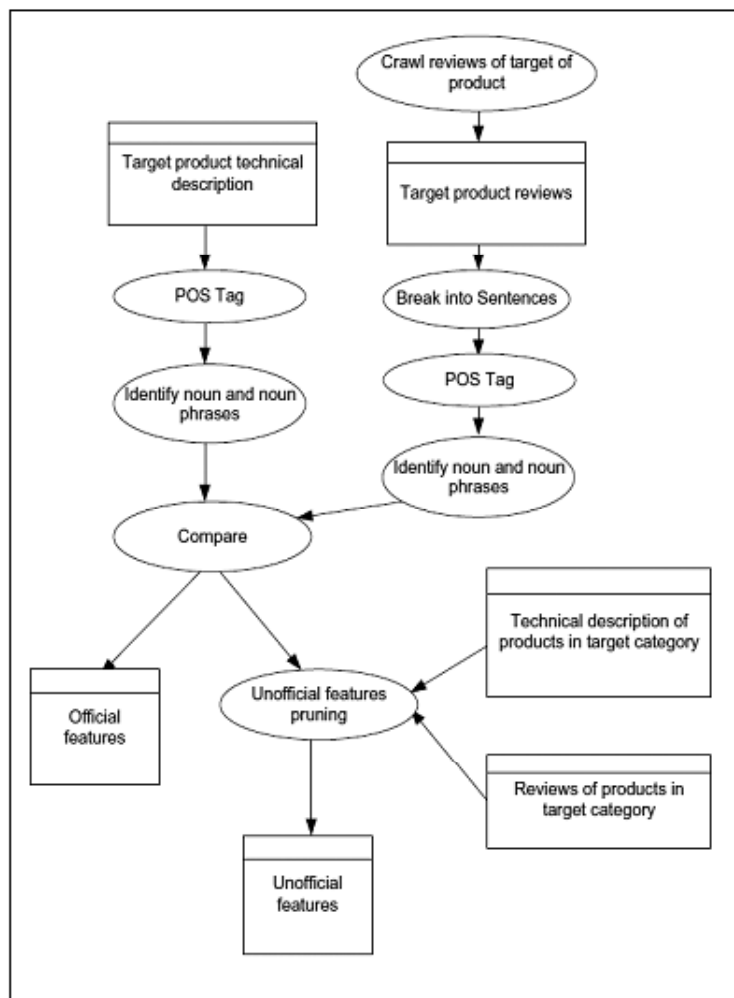 Crawl reviews of target of
product
Target product technical
description
Target product reviews
POS Tag
Break into Sentences
Identify noun and noun
phrases
POS Tag
Identify noun and noun
phrases
Compare
Technical description of
products in target category
Official
features
Unofficial features
pruning
Reviews of products in
target category
Unofficial
features